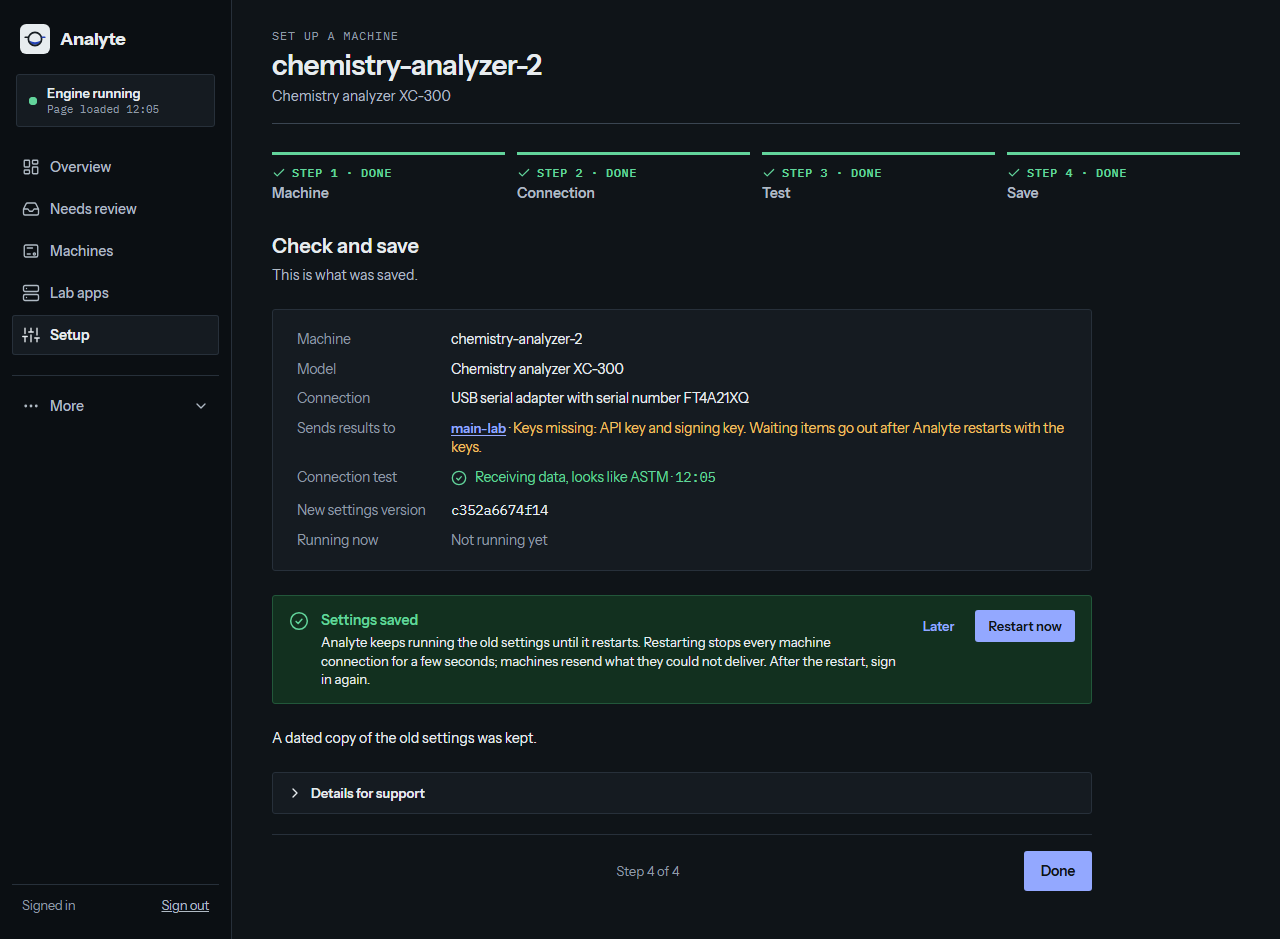 Analyte
Engine running
Page loaded 12:05
Overview
Needs review
Machines
Lab apps
Setup
More
Signed in
Sign out
SET UP A MACHINE
chemistry-analyzer-2
Chemistry analyzer XC-300
STEP 1 · DONE
Machine
STEP 2 · DONE
Connection
STEP 3 · DONE
Test
STEP 4 · DONE
Save
Check and save
This is what was saved.
Machine chemistry-analyzer-2
Model Chemistry analyzer XC-300
Connection USB serial adapter with serial number FT4A21XQ
Sends results to main-lab · Keys missing: API key and signing key. Waiting items go out after Analyte restarts with the
keys.
Connection test Receiving data, looks like ASTM · 12:05
New settings version c352a6674f14
Running now Not running yet
Settings saved
Analyte keeps running the old settings until it restarts. Restarting stops every machine
connection for a few seconds; machines resend what they could not deliver. After the restart, sign
in again.
Later
Restart now
A dated copy of the old settings was kept.
Details for support
Step 4 of 4
Done